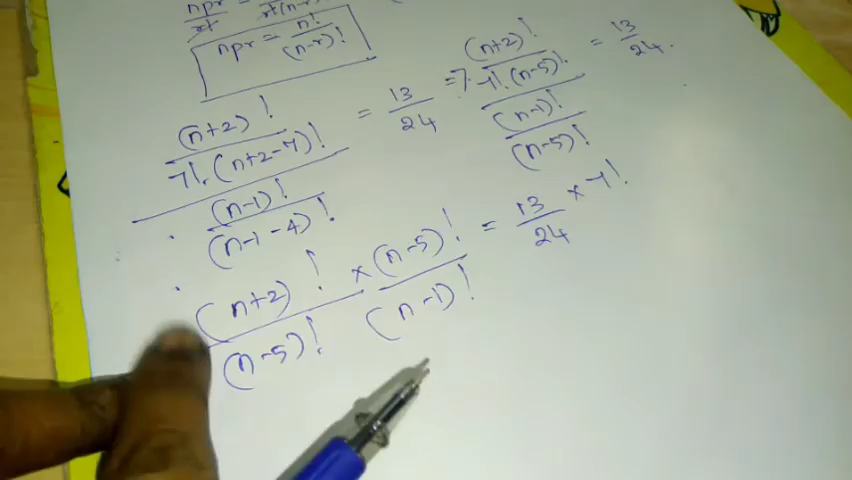 npr/r! = n!/r!(n-r)!
npr = n!/(n-r)!
(n+2)!/7!.(n+2-7)! / (n-1)!/(n-1-4)! = 13/24 => (n+2)!/7!.(n-5)! / (n-1)!/(n-5)! = 13/24.
(n+2)!/(n-5)! × (n-5)!/(n-1)! = 13/24 × 7!